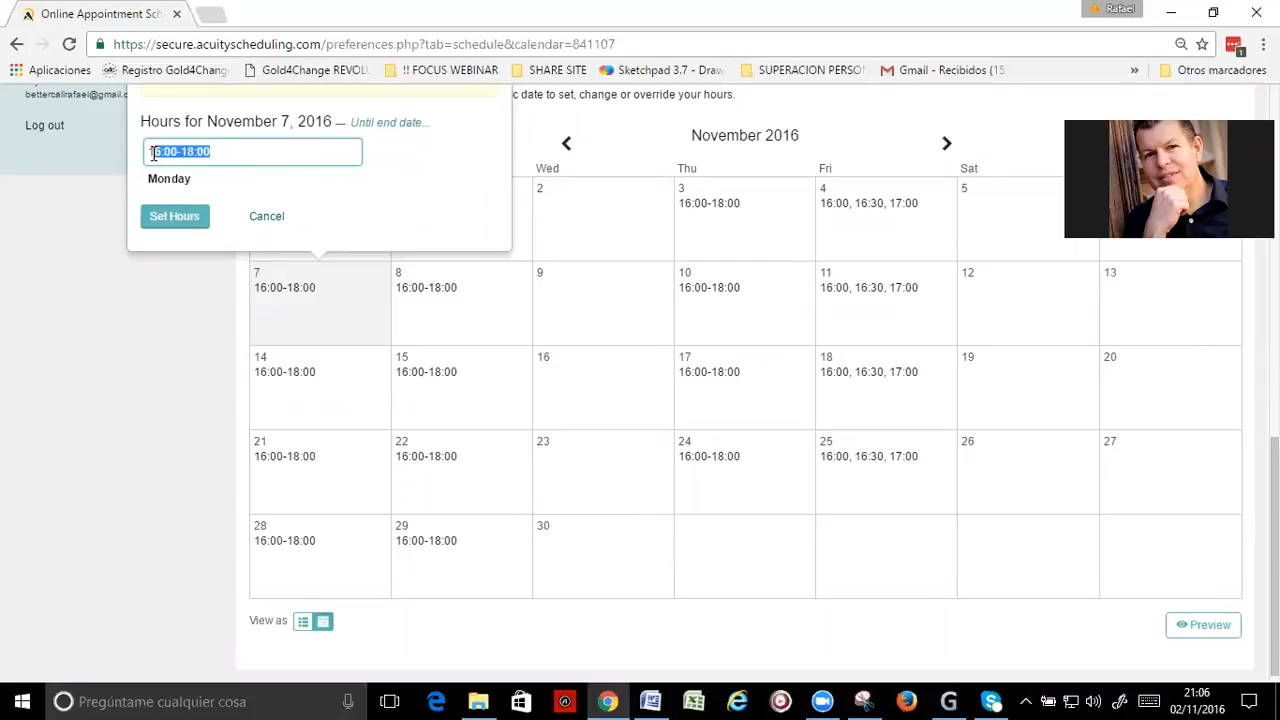 Online Appointment Sch
Rafael
https://secure.acuityscheduling.com/preferences.php?tab=schedule&calendar=841107
Aplicaciones
Registro Gold4Chang
Gold4Change REVOL
!! FOCUS WEBINAR
SHARE SITE
Sketchpad 3.7 - Draw
SUPERACION PERSO
Gmail - Recibidos (15
»
Otros marcadores
bettercallrafael@gmail.c
Log out
c date to set, change or override your hours.
Hours for November 7, 2016 — Until end date...
16:00-18:00
Monday
Set Hours
Cancel
November 2016
Wed Thu Fri Sat
2 3 4 5
16:00-18:00 16:00, 16:30, 17:00
7 8 9 10 11 12 13
16:00-18:00 16:00-18:00 16:00-18:00 16:00, 16:30, 17:00
14 15 16 17 18 19 20
16:00-18:00 16:00-18:00 16:00-18:00 16:00, 16:30, 17:00
21 22 23 24 25 26 27
16:00-18:00 16:00-18:00 16:00-18:00 16:00, 16:30, 17:00
28 29 30
16:00-18:00 16:00-18:00
View as
Preview
Pregúntame cualquier cosa
21:06
02/11/2016